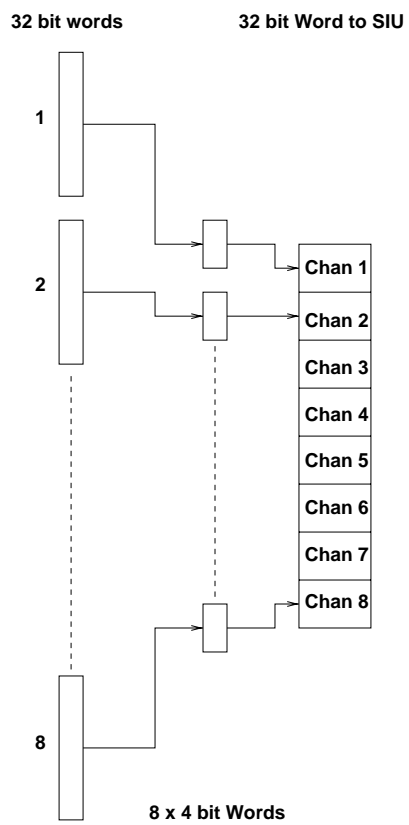 32 bit words
32 bit Word to SIU
1
2
Chan 1
Chan 2
Chan 3
Chan 4
Chan 5
Chan 6
Chan 7
Chan 8
8
8 x 4 bit Words